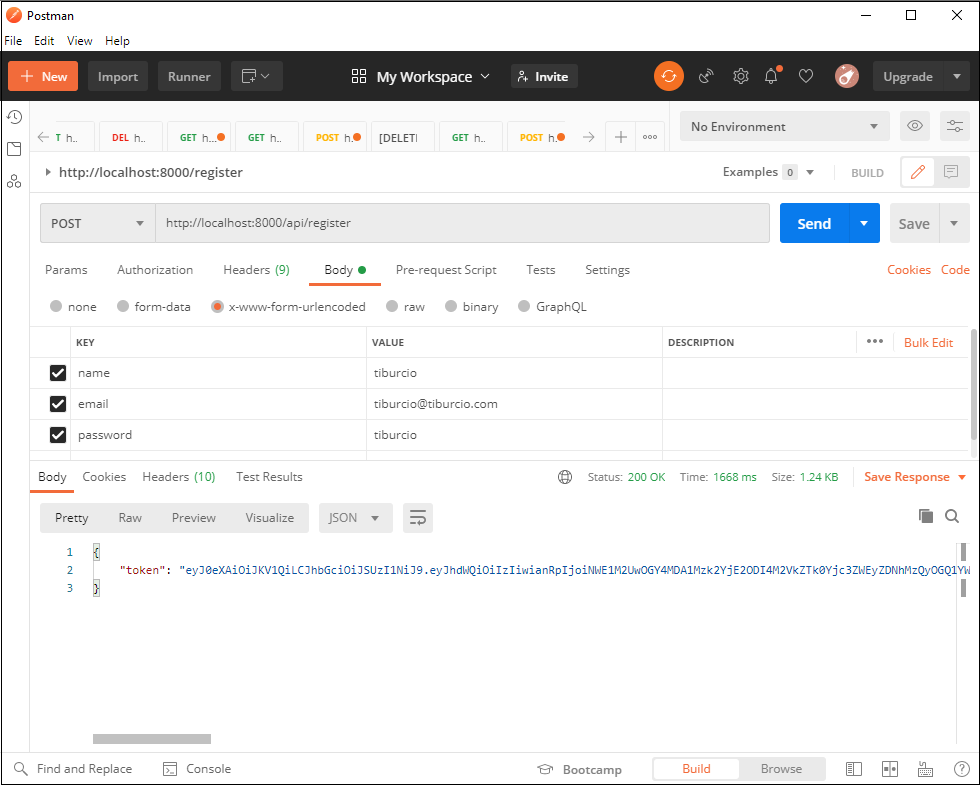 Postman
File Edit View Help
New Import Runner My Workspace Invite Upgrade
T h.. DEL h.. GET h... GET h.. POST h. [DELETI GET h.. POST h. No Environment
http://localhost:8000/register Examples 0 BUILD
POST http://localhost:8000/api/register Send Save
Params Authorization Headers (9) Body Pre-request Script Tests Settings Cookies Code
none form-data x-www-form-urlencoded raw binary GraphQL
KEY VALUE DESCRIPTION Bulk Edit
name tiburcio
email tiburcio@tiburcio.com
password tiburcio
Body Cookies Headers (10) Test Results Status: 200 OK Time: 1668 ms Size: 1.24 KB Save Response
Pretty Raw Preview Visualize JSON
1 {
2 "token": "eyJ0eXAiOiJKV1QiLCJhbGciOiJSUzI1NiJ9.eyJhdWQiOiIzIiwianRpIjoiNWE1M2UwOGY4MDA1Mzk2YjE2ODI4M2VkZTk0Yjc3ZWEyZDNhMzQyOGQ1YW
3 }
Find and Replace Console Bootcamp Build Browse